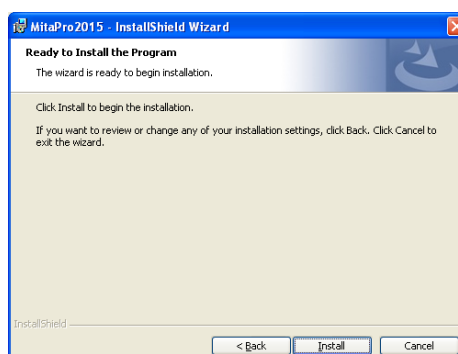 MitaPro2015 - InstallShield Wizard
Ready to Install the Program
The wizard is ready to begin installation.
Click Install to begin the installation.
If you want to review or change any of your installation settings, click Back. Click Cancel to
exit the wizard.
InstallShield
< Back Install Cancel